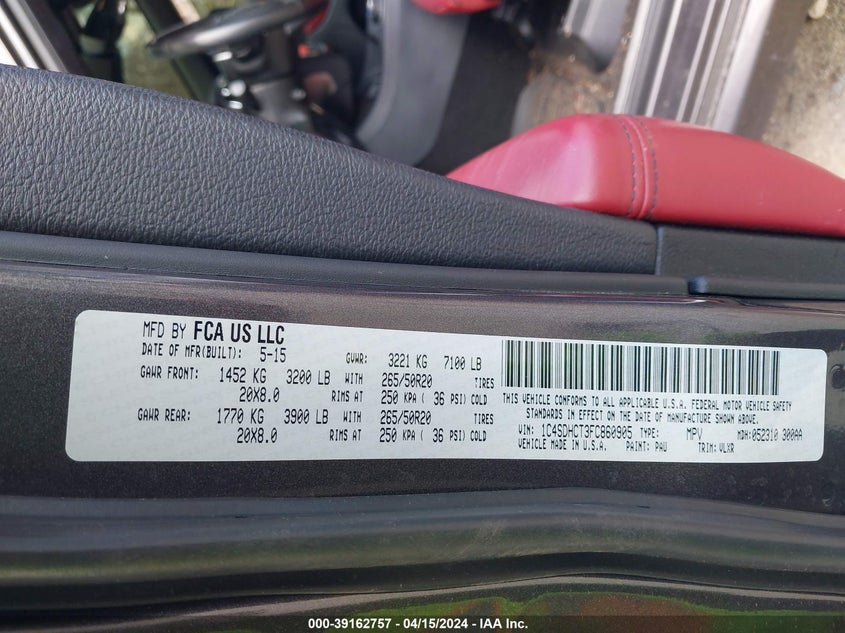 MFD BY FCA US LLC
DATE OF MFR(BUILT): 5-15 GVWR: 3221 KG 7100 LB
GAWR FRONT: 1452 KG 3200 LB WITH 265/50R20 TIRES
20X8.0 RIMS AT 250 KPA ( 36 PSI) COLD
GAWR REAR: 1770 KG 3900 LB WITH 265/50R20 TIRES
20X8.0 RIMS AT 250 KPA ( 36 PSI) COLD
THIS VEHICLE CONFORMS TO ALL APPLICABLE U.S.A. FEDERAL MOTOR VEHICLE SAFETY
STANDARDS IN EFFECT ON THE DATE OF MANUFACTURE SHOWN ABOVE.
VIN: 1C4SDHCT3FC860905 TYPE: MPV MDH: 052310 300AA
VEHICLE MADE IN U.S.A. PAINT: PAU TRIM: VLXR
000-39162757 - 04/15/2024 - IAA Inc.